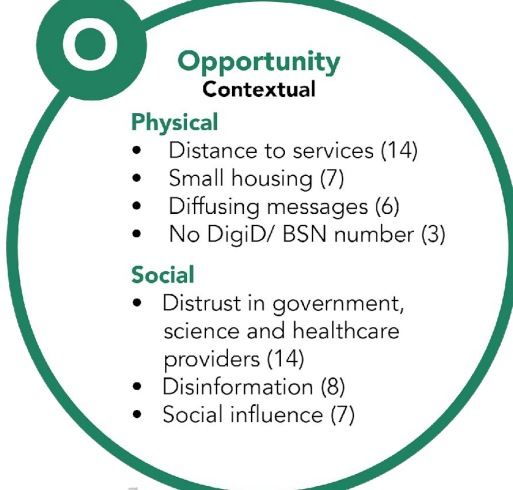 O
Opportunity
Contextual
Physical
• Distance to services (14)
• Small housing (7)
• Diffusing messages (6)
• No DigiD/ BSN number (3)
Social
• Distrust in government,
science and healthcare
providers (14)
• Disinformation (8)
• Social influence (7)